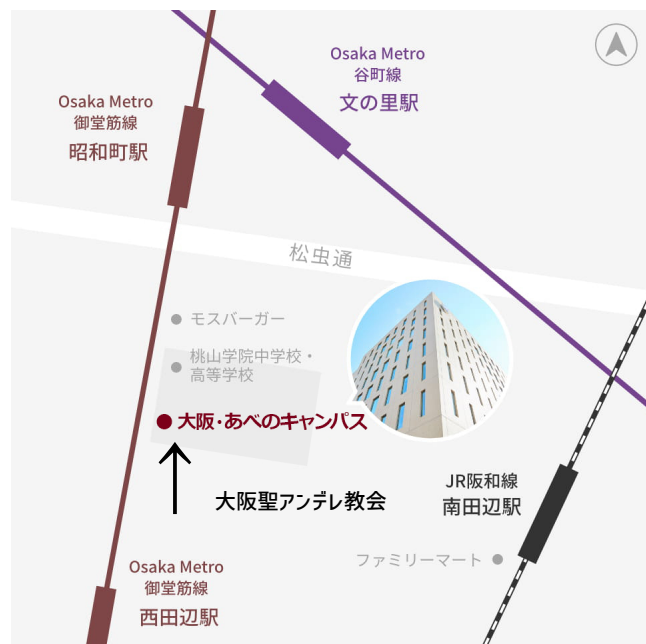 Osaka Metro
谷町線
文の里駅
Osaka Metro
御堂筋線
昭和町駅
松虫通
モスバーガー
桃山学院中学校・
高等学校
大阪・あべのキャンパス
大阪聖アンデレ教会
JR阪和線
南田辺駅
ファミリーマート
Osaka Metro
御堂筋線
西田辺駅